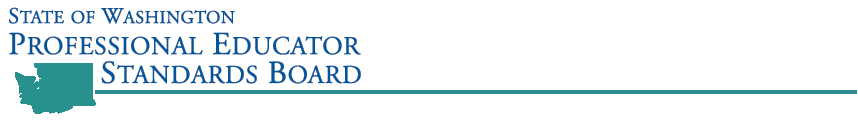 STATE OF WASHINGTON
PROFESSIONAL EDUCATOR
STANDARDS BOARD